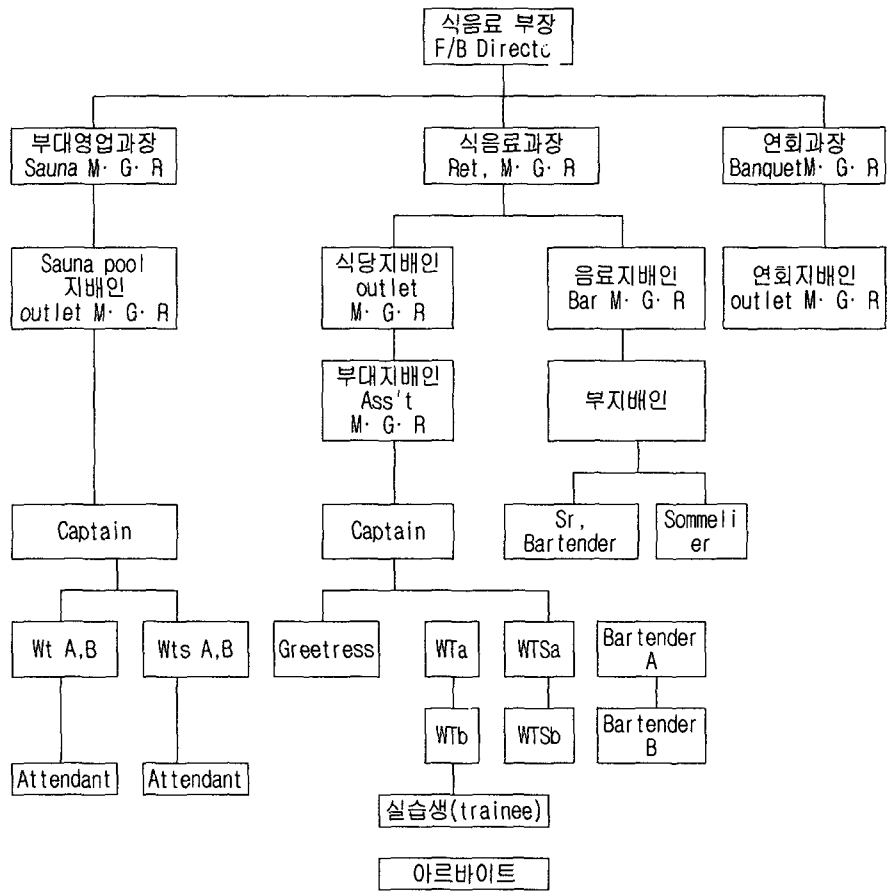 식음료 부장
F/B Directo
부대영업과장
Sauna M· G· R
식음료과장
Ret, M· G· R
연회과장
BanquetM· G· R
Sauna pool
지배인
outlet M· G· R
식당지배인
outlet
M· G· R
음료지배인
Bar M· G· R
연회지배인
outlet M· G· R
부대지배인
Ass't
M· G· R
부지배인
Captain
Captain
Sr,
Bartender
Sommeli
er
Wt A,B
Wts A,B
Greetress
WTa
WTSa
Bartender
A
WTb
WTSb
Bartender
B
Attendant
Attendant
실습생(trainee)
아르바이트